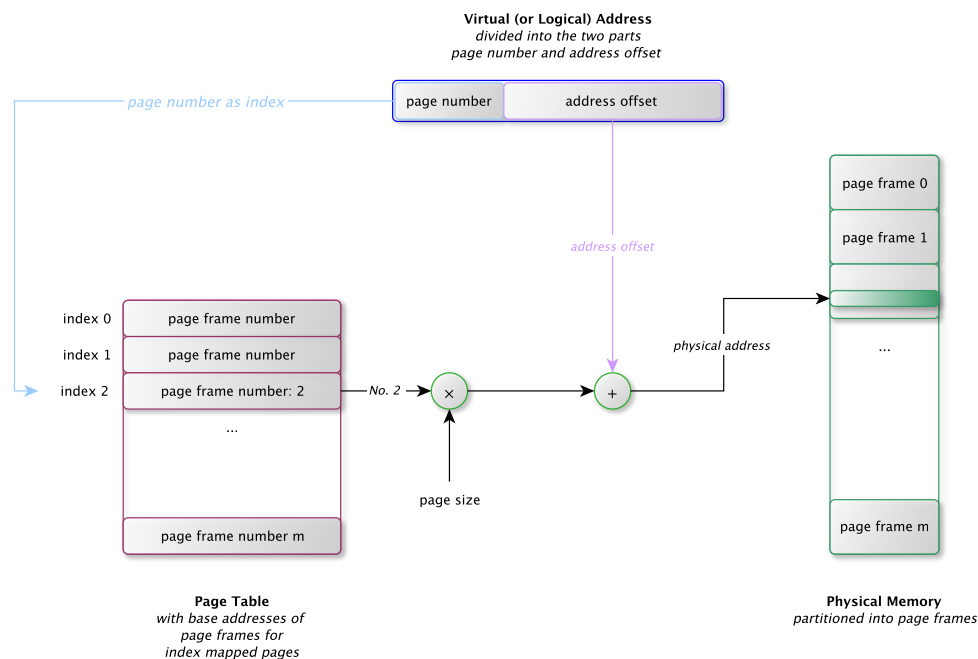 Virtual (or Logical) Address
divided into the two parts
page number and address offset
page number
address offset
page number as index
page frame 0
page frame 1
address offset
index 0
page frame number
physical address
...
index 1
page frame number
index 2
page frame number: 2
No. 2
×
+
...
page size
page frame number m
page frame m
Page Table
with base addresses of
page frames for
index mapped pages
Physical Memory
partitioned into page frames